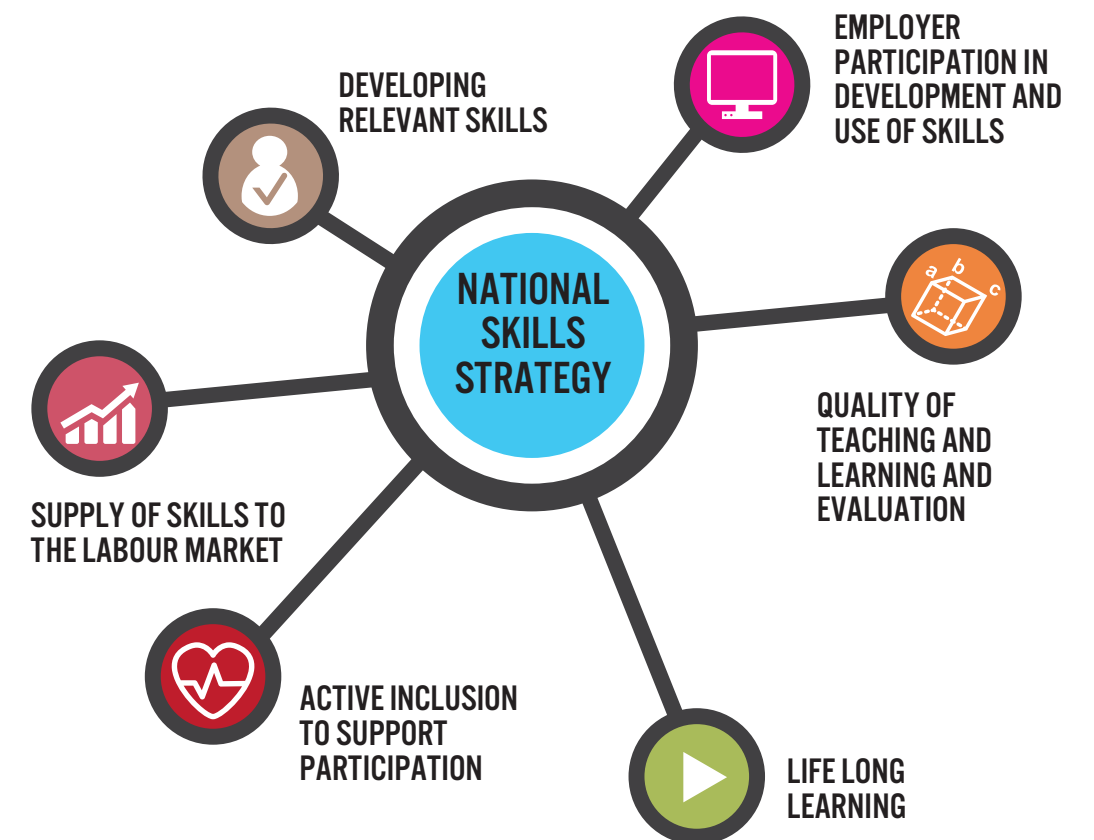 DEVELOPING
RELEVANT SKILLS
EMPLOYER
PARTICIPATION IN
DEVELOPMENT AND
USE OF SKILLS
NATIONAL
SKILLS
STRATEGY
a b c
QUALITY OF
TEACHING AND
LEARNING AND
EVALUATION
SUPPLY OF SKILLS TO
THE LABOUR MARKET
ACTIVE INCLUSION
TO SUPPORT
PARTICIPATION
LIFE LONG
LEARNING